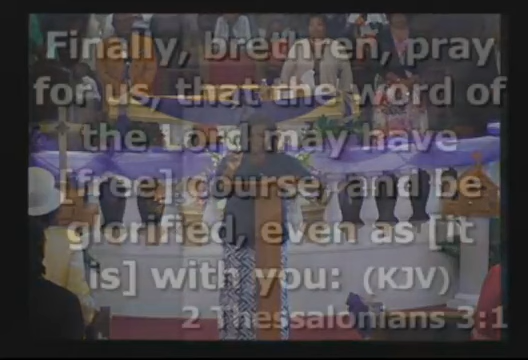 Finally, brethren, pray
for us, that the word of
the Lord may have
[free] course, and be
glorified, even as [it
is] with you: (KJV)
2 Thessalonians 3:1